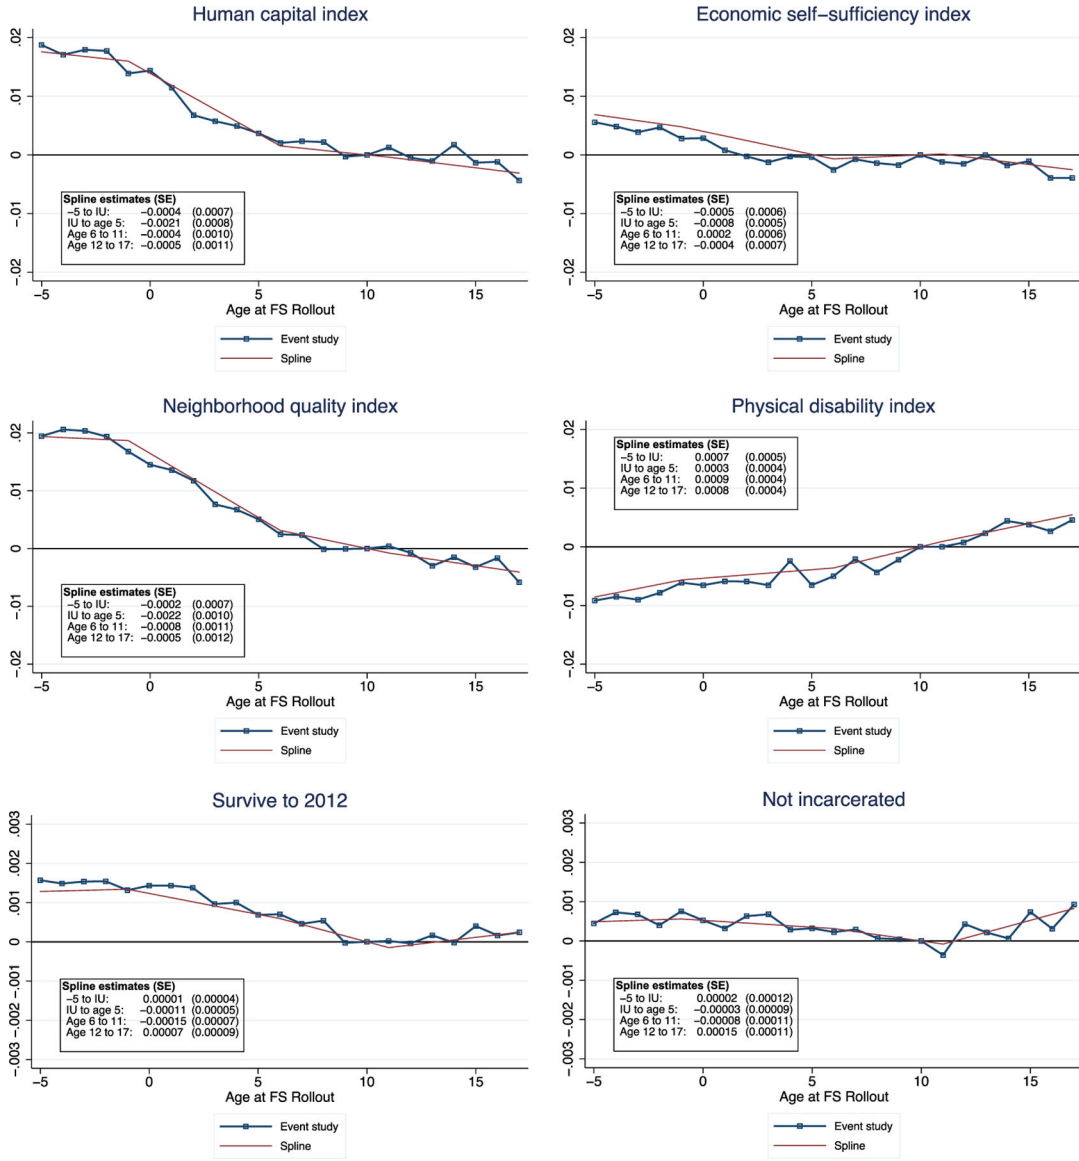 Human capital index
.02
.01
0
-.01
-.02
Spline estimates (SE)
−5 to IU: −0.0004 (0.0007)
IU to age 5: −0.0021 (0.0008)
Age 6 to 11: −0.0004 (0.0010)
Age 12 to 17: −0.0005 (0.0011)
−5 0 5 10 15
Age at FS Rollout
Event study
Spline
Economic self−sufficiency index
.02
.01
0
-.01
-.02
Spline estimates (SE)
−5 to IU: −0.0005 (0.0006)
IU to age 5: −0.0008 (0.0005)
Age 6 to 11: 0.0002 (0.0006)
Age 12 to 17: −0.0004 (0.0007)
−5 0 5 10 15
Age at FS Rollout
Event study
Spline
Neighborhood quality index
.02
.01
0
-.01
-.02
Spline estimates (SE)
−5 to IU: −0.0002 (0.0007)
IU to age 5: −0.0022 (0.0010)
Age 6 to 11: −0.0008 (0.0011)
Age 12 to 17: −0.0005 (0.0012)
−5 0 5 10 15
Age at FS Rollout
Event study
Spline
Physical disability index
.02
.01
0
-.01
-.02
Spline estimates (SE)
−5 to IU: 0.0007 (0.0005)
IU to age 5: 0.0003 (0.0004)
Age 6 to 11: 0.0009 (0.0004)
Age 12 to 17: 0.0008 (0.0004)
−5 0 5 10 15
Age at FS Rollout
Event study
Spline
Survive to 2012
.003
.002
.001
0
-.001
-.002
-.003
Spline estimates (SE)
−5 to IU: 0.00001 (0.00004)
IU to age 5: −0.00011 (0.00005)
Age 6 to 11: −0.00015 (0.00007)
Age 12 to 17: 0.00007 (0.00009)
−5 0 5 10 15
Age at FS Rollout
Event study
Spline
Not incarcerated
.003
.002
.001
0
-.001
-.002
-.003
Spline estimates (SE)
−5 to IU: 0.00002 (0.00012)
IU to age 5: −0.00003 (0.00009)
Age 6 to 11: −0.00008 (0.00011)
Age 12 to 17: 0.00015 (0.00011)
−5 0 5 10 15
Age at FS Rollout
Event study
Spline